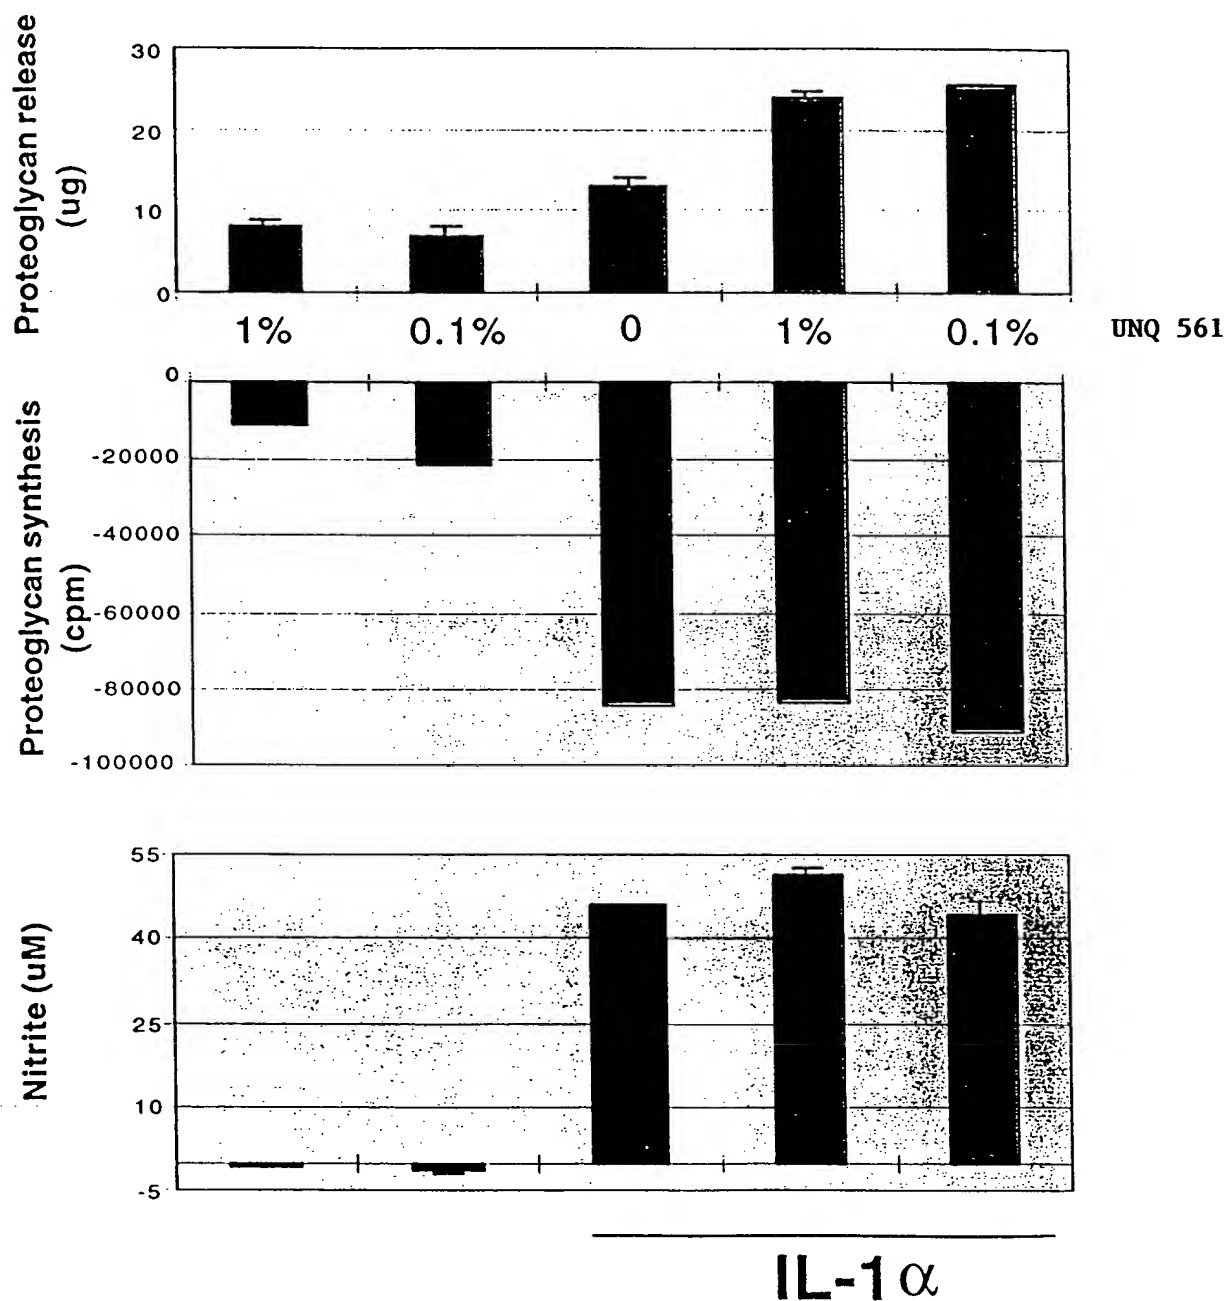 Proteoglycan release
(ug)
30
20
10
0
1% 0.1% 0 1% 0.1% UNQ 561
Proteoglycan synthesis
(cpm)
0
-20000
-40000
-60000
-80000
-100000
Nitrite (uM)
55
40
25
10
-5
IL-1 α